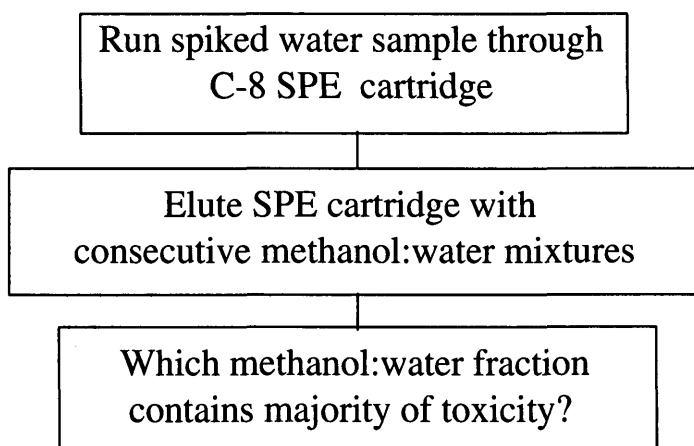 Run spiked water sample through
C-8 SPE cartridge
Elute SPE cartridge with
consecutive methanol:water mixtures
Which methanol:water fraction
contains majority of toxicity?